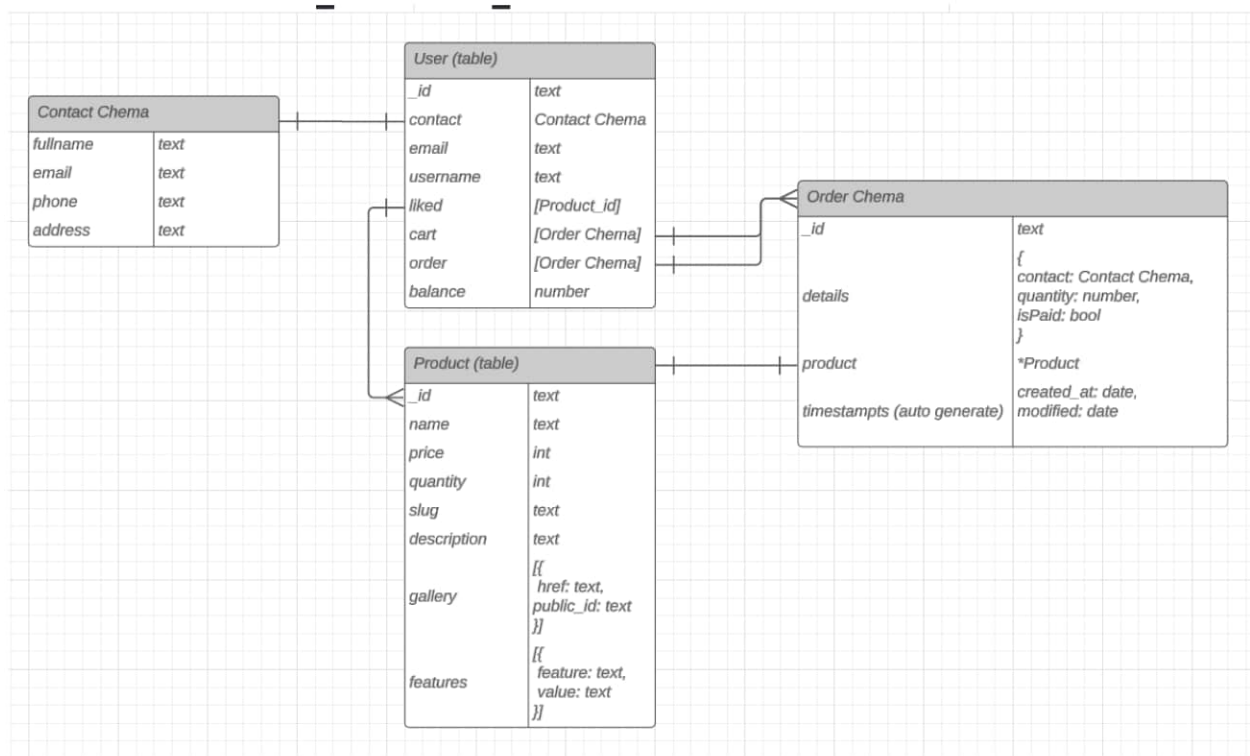 Contact Chema
fullname text
email text
phone text
address text
User (table)
_id text
contact Contact Chema
email text
username text
liked [Product_id]
cart [Order Chema]
order [Order Chema]
balance number
Product (table)
_id text
name text
price int
quantity int
slug text
description text
gallery
[{
href: text,
public_id: text
}]
features
[{
feature: text,
value: text
}]
Order Chema
_id text
details
{
contact: Contact Chema,
quantity: number,
isPaid: bool
}
product *Product
timestampts (auto generate)
created_at: date,
modified: date